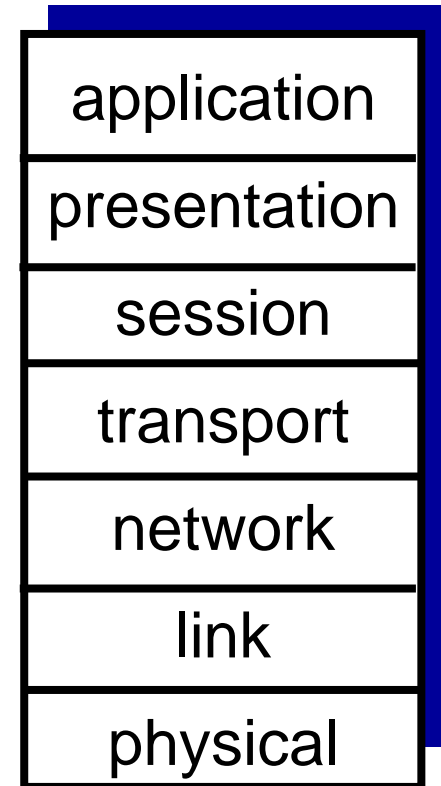 application
presentation
session
transport
network
link
physical